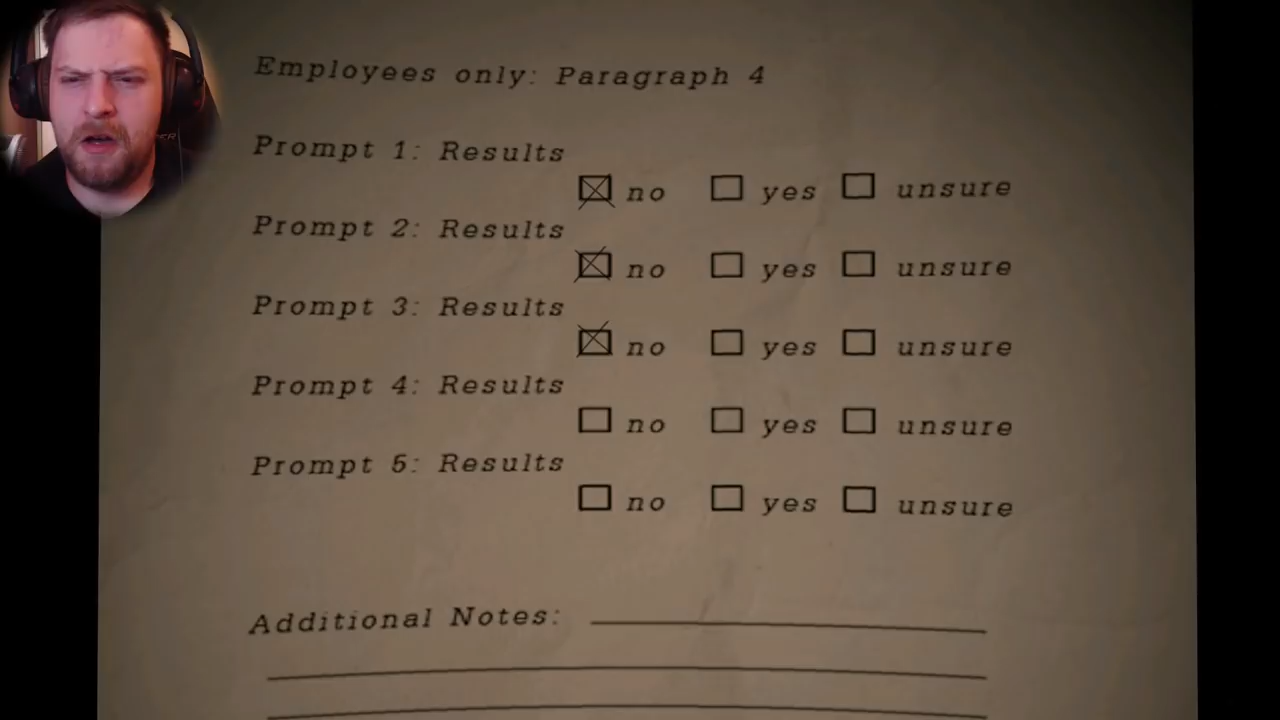 Employees only: Paragraph 4
Prompt 1: Results
no yes unsure
Prompt 2: Results
no yes unsure
Prompt 3: Results
no yes unsure
Prompt 4: Results
no yes unsure
Prompt 5: Results
no yes unsure
Additional Notes: